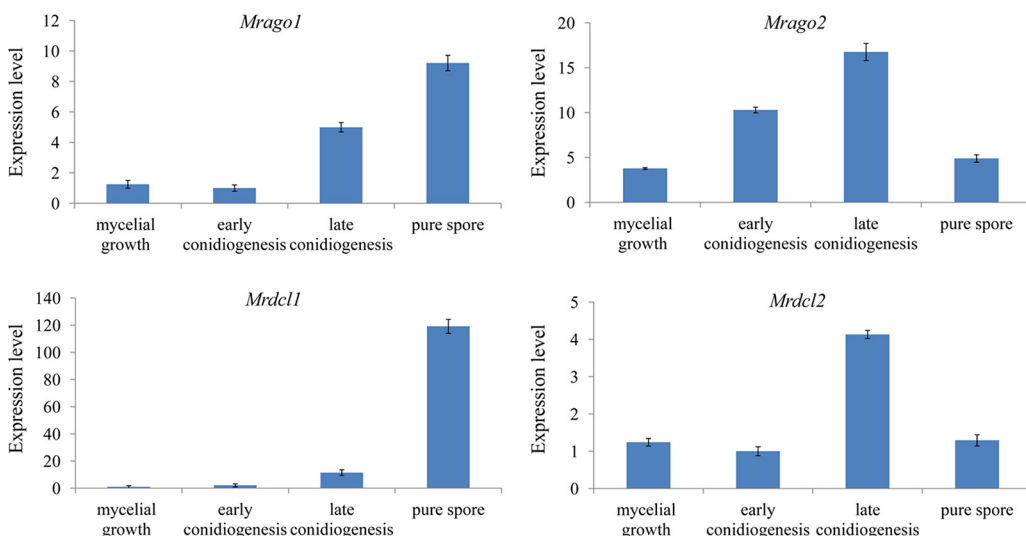 Mrago1
Expression level
12
10
8
6
4
2
0
mycelial growth
early conidiogenesis
late conidiogenesis
pure spore
Mrago2
Expression level
20
15
10
5
0
mycelial growth
early conidiogenesis
late conidiogenesis
pure spore
Mrdcl1
Expression level
140
120
100
80
60
40
20
0
mycelial growth
early conidiogenesis
late conidiogenesis
pure spore
Mrdcl2
Expression level
5
4
3
2
1
0
mycelial growth
early conidiogenesis
late conidiogenesis
pure spore